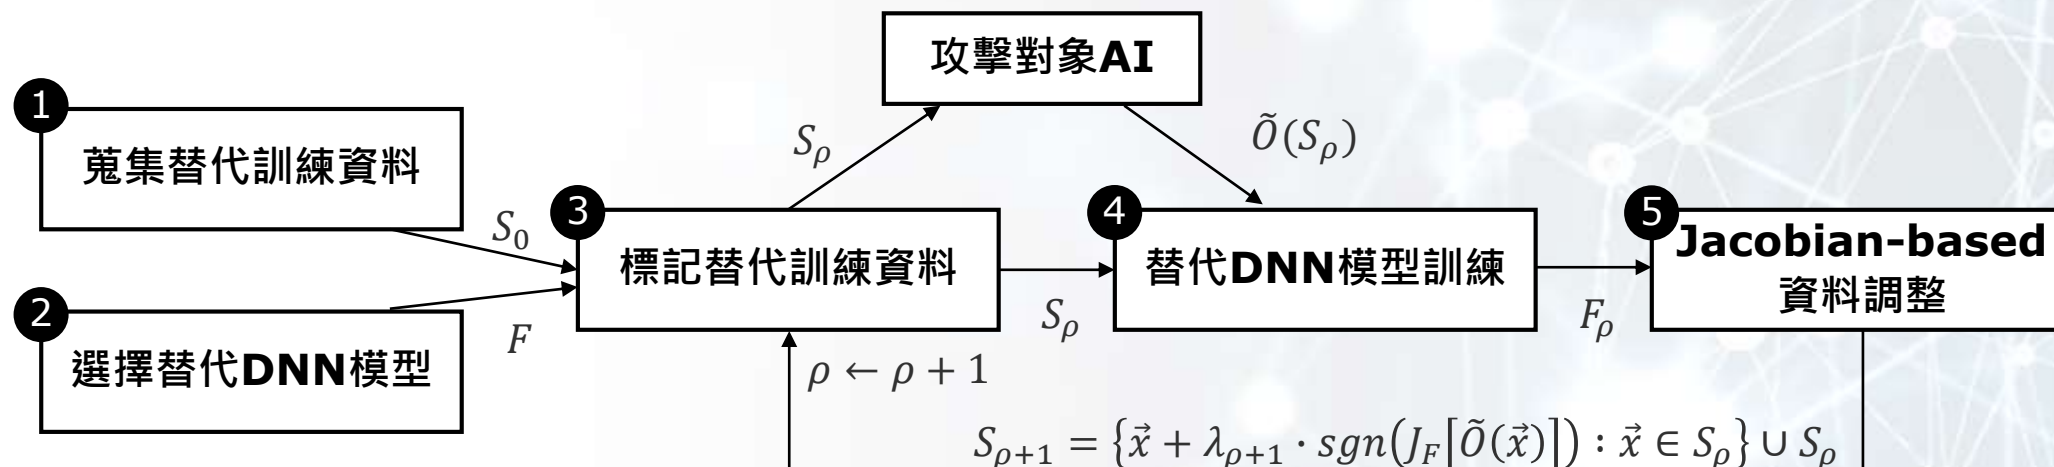 攻擊對象AI
1
蒐集替代訓練資料
S_ρ
Õ(S_ρ)
S_0
3
標記替代訓練資料
4
替代DNN模型訓練
5
Jacobian-based
資料調整
2
選擇替代DNN模型
F
S_ρ
F_ρ
ρ ← ρ + 1
S_{ρ+1} = {x⃗ + λ_{ρ+1} · sgn(J_F[Õ(x⃗)]) : x⃗ ∈ S_ρ} ∪ S_ρ